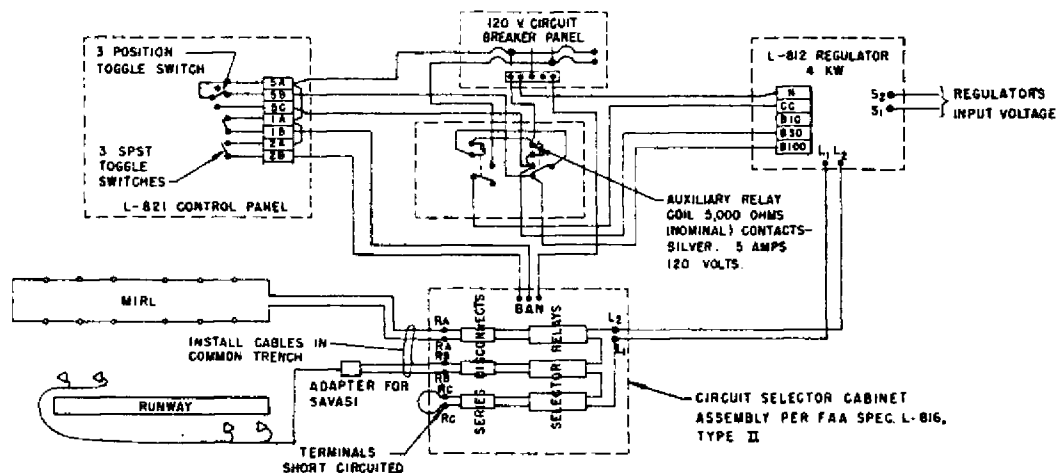 120 V. CIRCUIT
BREAKER PANEL
3 POSITION
TOGGLE SWITCH
5A
5B
5C
1A
1B
2A
2B
3 SPST
TOGGLE
SWITCHES
L-821 CONTROL PANEL
L-812 REGULATOR
4 KW
N
CC
B10
B30
B100
S2
S1
REGULATORS
INPUT VOLTAGE
L1 L2
AUXILIARY RELAY
COIL 5,000 OHMS
(NOMINAL) CONTACTS-
SILVER. 5 AMPS
120 VOLTS.
MIRL
INSTALL CABLES IN
COMMON TRENCH
ADAPTER FOR
SAVASI
RUNWAY
TERMINALS
SHORT CIRCUITED
BAN
RA
RA
RB
RB
RC
RC
SERIES DISCONNECTS
SELECTOR RELAYS
L2
L1
CIRCUIT SELECTOR CABINET
ASSEMBLY PER FAA SPEC. L-816,
TYPE II